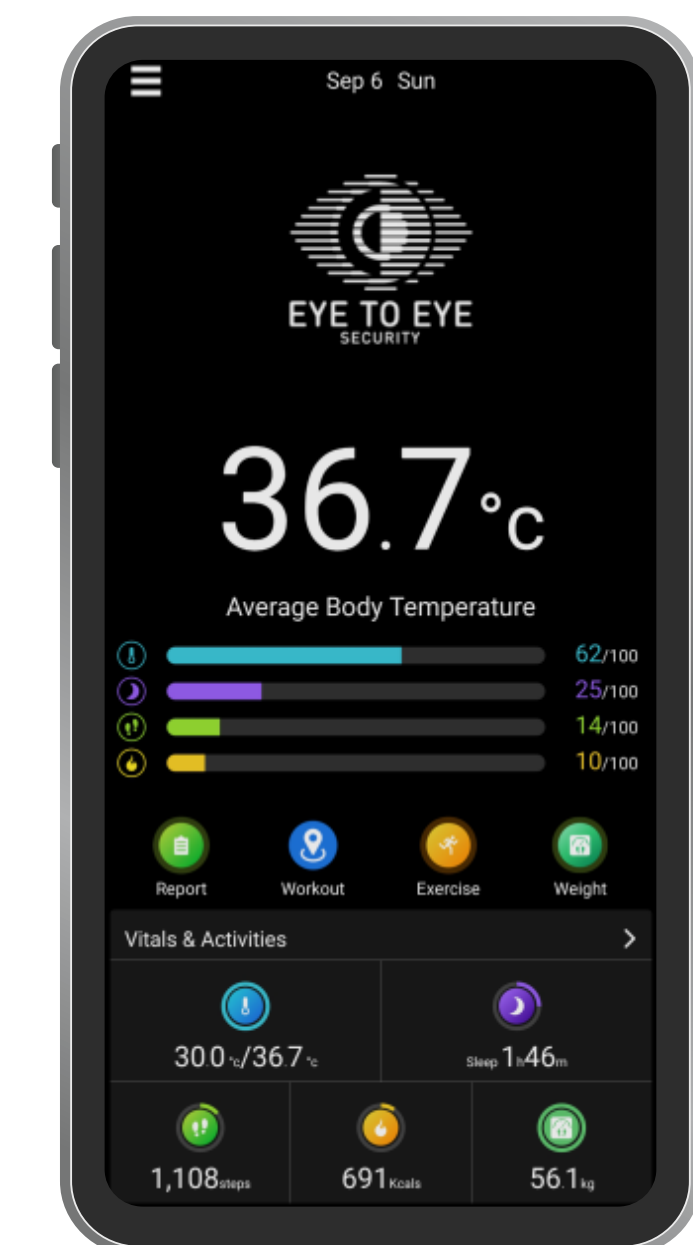 Sep 6 Sun
EYE TO EYE
SECURITY
36.7°c
Average Body Temperature
62/100
25/100
14/100
10/100
Report Workout Exercise Weight
Vitals & Activities
30.0 °c/36.7 °c Sleep 1h46m
1,108steps 691Kcals 56.1kg